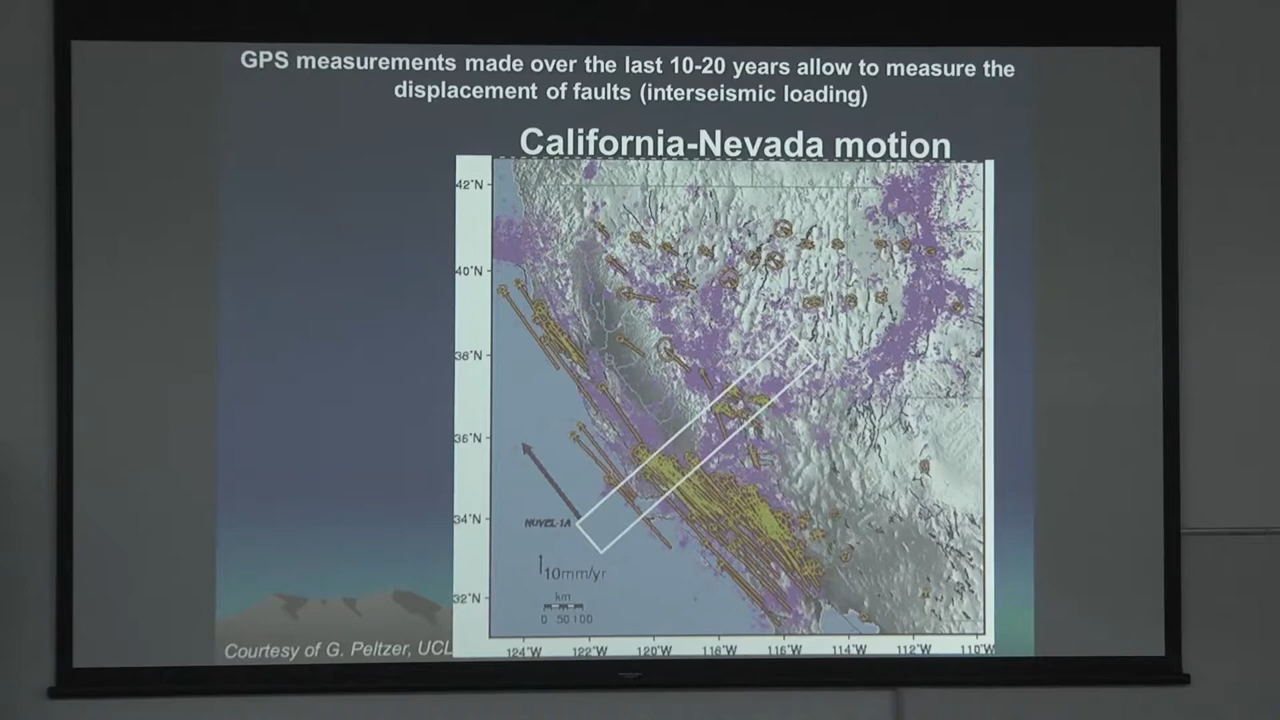 GPS measurements made over the last 10-20 years allow to measure the
displacement of faults (interseismic loading)
California-Nevada motion
42°N
40°N
38°N
36°N
34°N
32°N
NUVEL-1A
10mm/yr
km
0 50 100
124°W 122°W 120°W 118°W 116°W 114°W 112°W 110°W
Courtesy of G. Peltzer, UCL